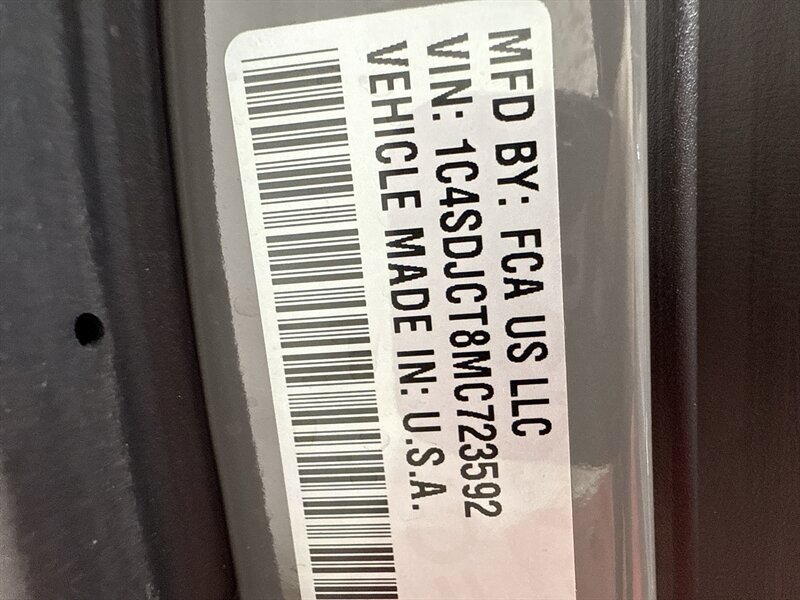 MFD BY: FCA US LLC
VIN: 1C4SDJCT8MC723592
VEHICLE MADE IN: U.S.A.